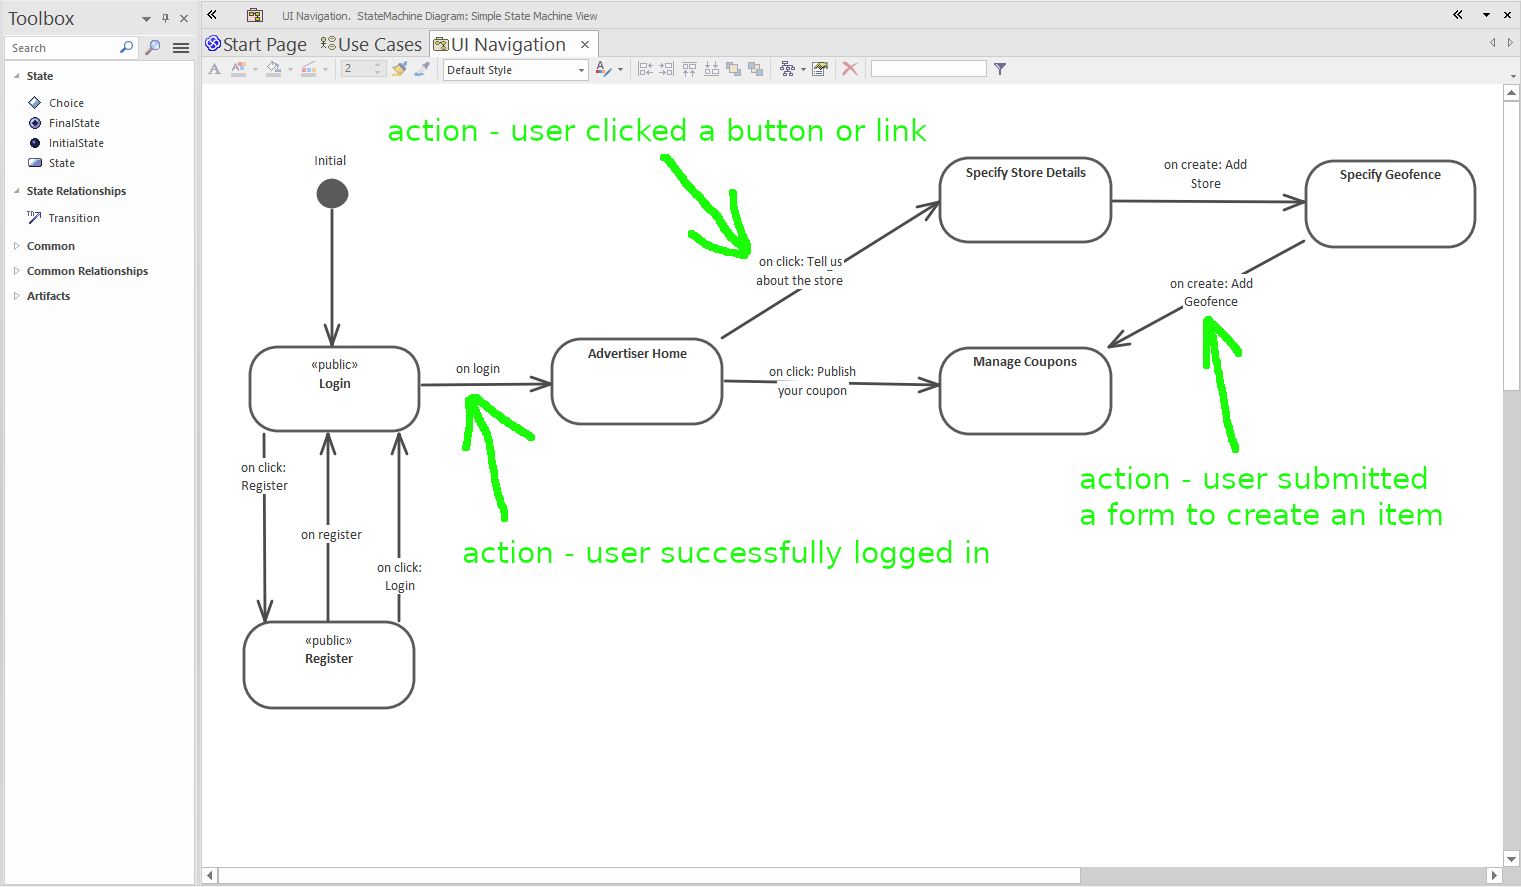 Toolbox
UI Navigation. StateMachine Diagram: Simple State Machine View
Search
Start Page
Use Cases
UI Navigation
2
Default Style
State
Choice
FinalState
InitialState
State
State Relationships
Transition
Common
Common Relationships
Artifacts
action - user clicked a button or link
Initial
Specify Store Details
on create: Add
Store
Specify Geofence
on click: Tell us
about the store
on create: Add
Geofence
«public»
Login
on login
Advertiser Home
on click: Publish
your coupon
Manage Coupons
on click:
Register
on register
on click:
Login
action - user submitted
a form to create an item
action - user successfully logged in
«public»
Register